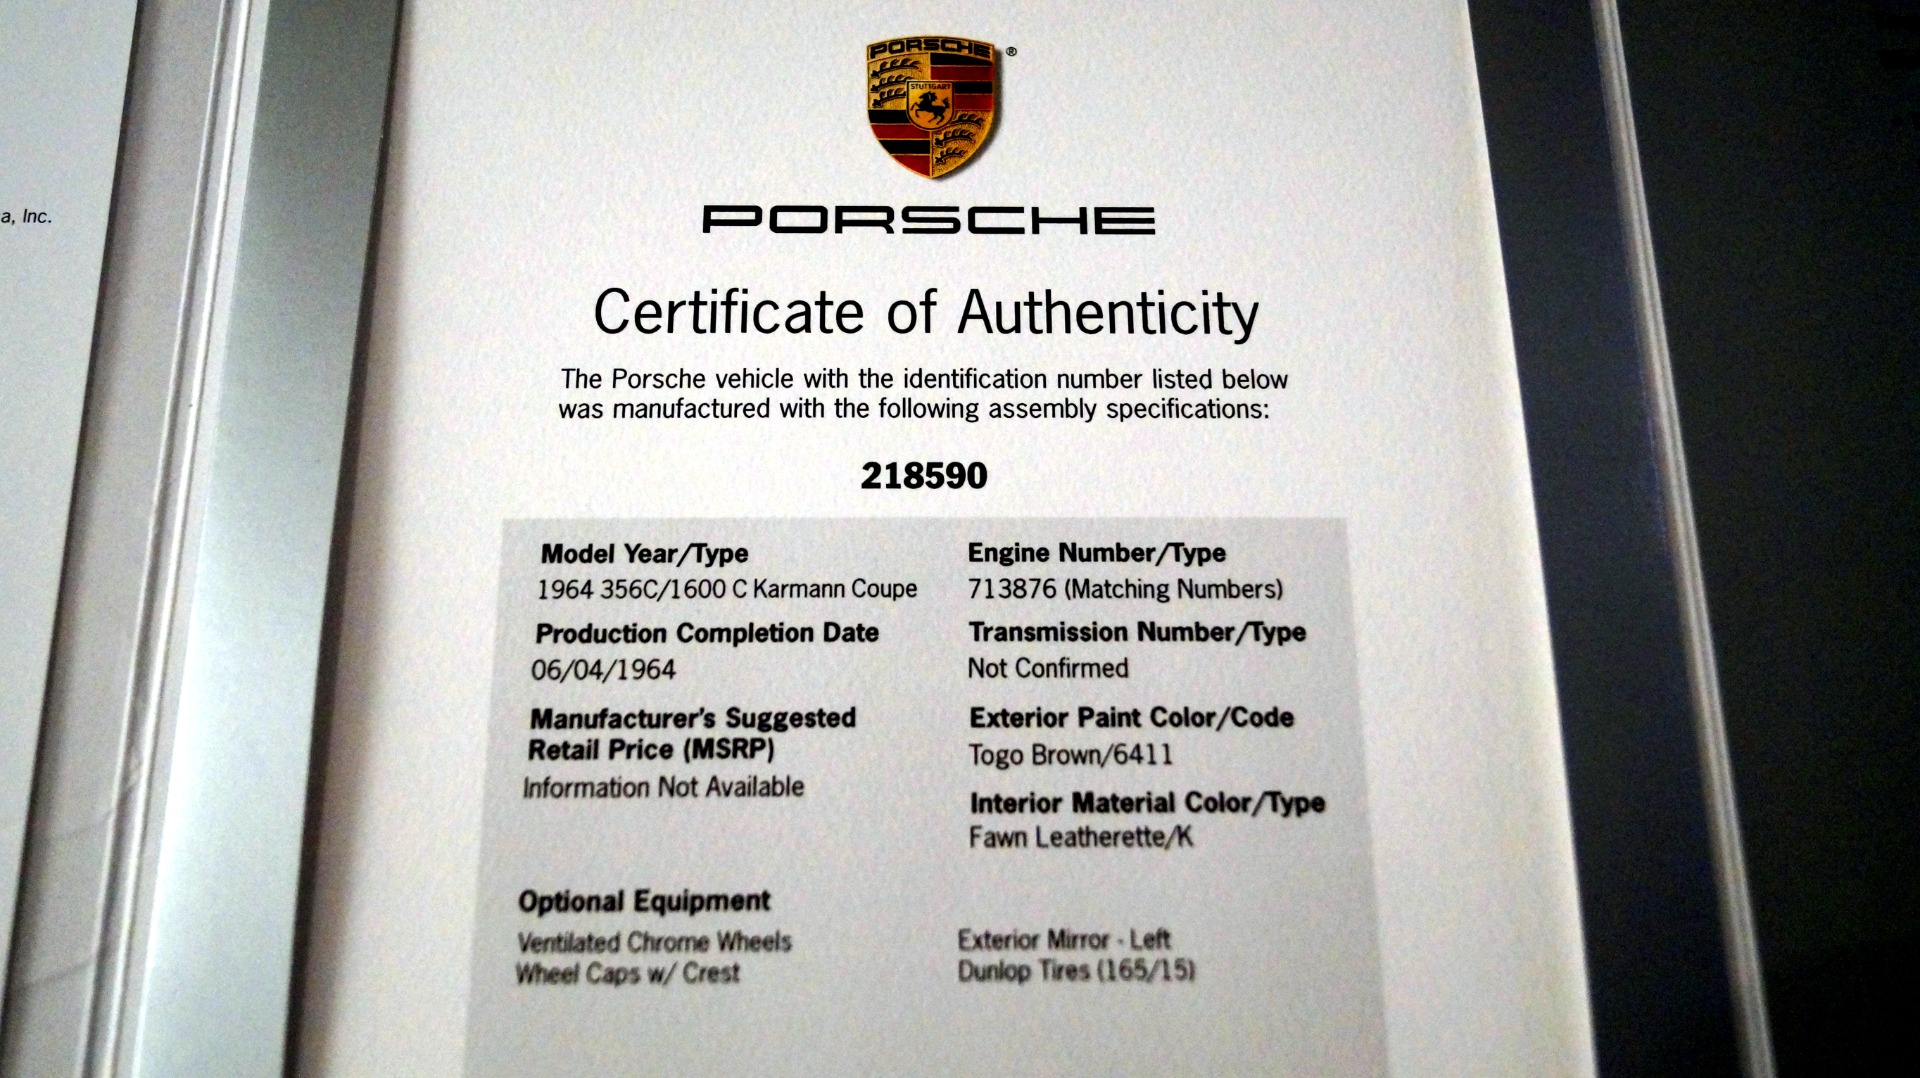 a, Inc.
PORSCHE
®
STUTTGART
PORSCHE
Certificate of Authenticity
The Porsche vehicle with the identification number listed below
was manufactured with the following assembly specifications:
218590
Model Year/Type
1964 356C/1600 C Karmann Coupe
Production Completion Date
06/04/1964
Manufacturer's Suggested
Retail Price (MSRP)
Information Not Available
Engine Number/Type
713876 (Matching Numbers)
Transmission Number/Type
Not Confirmed
Exterior Paint Color/Code
Togo Brown/6411
Interior Material Color/Type
Fawn Leatherette/K
Optional Equipment
Ventilated Chrome Wheels
Wheel Caps w/ Crest
Exterior Mirror - Left
Dunlop Tires (165/15)